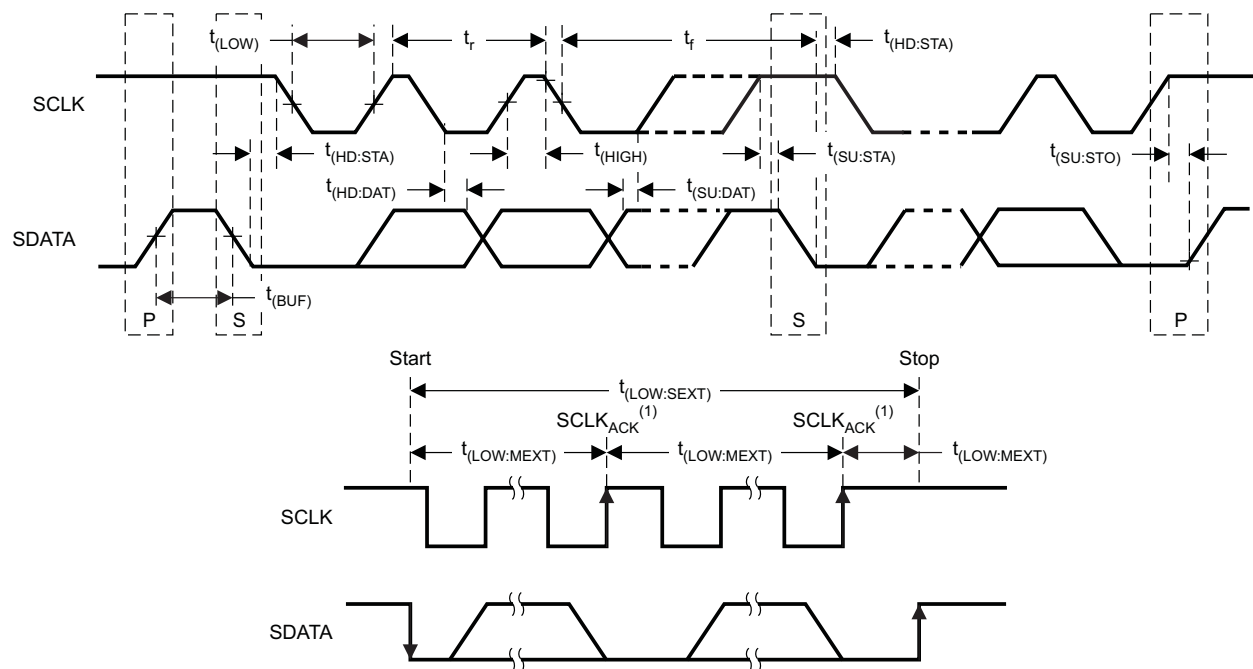 t(LOW) tr tf t(HD:STA)
SCLK
t(HD:STA) t(HIGH) t(SU:STA) t(SU:STO)
t(HD:DAT) t(SU:DAT)
SDATA
t(BUF)
P S S P
Start Stop
t(LOW:SEXT)
SCLKACK(1) SCLKACK(1)
t(LOW:MEXT) t(LOW:MEXT) t(LOW:MEXT)
SCLK
SDATA